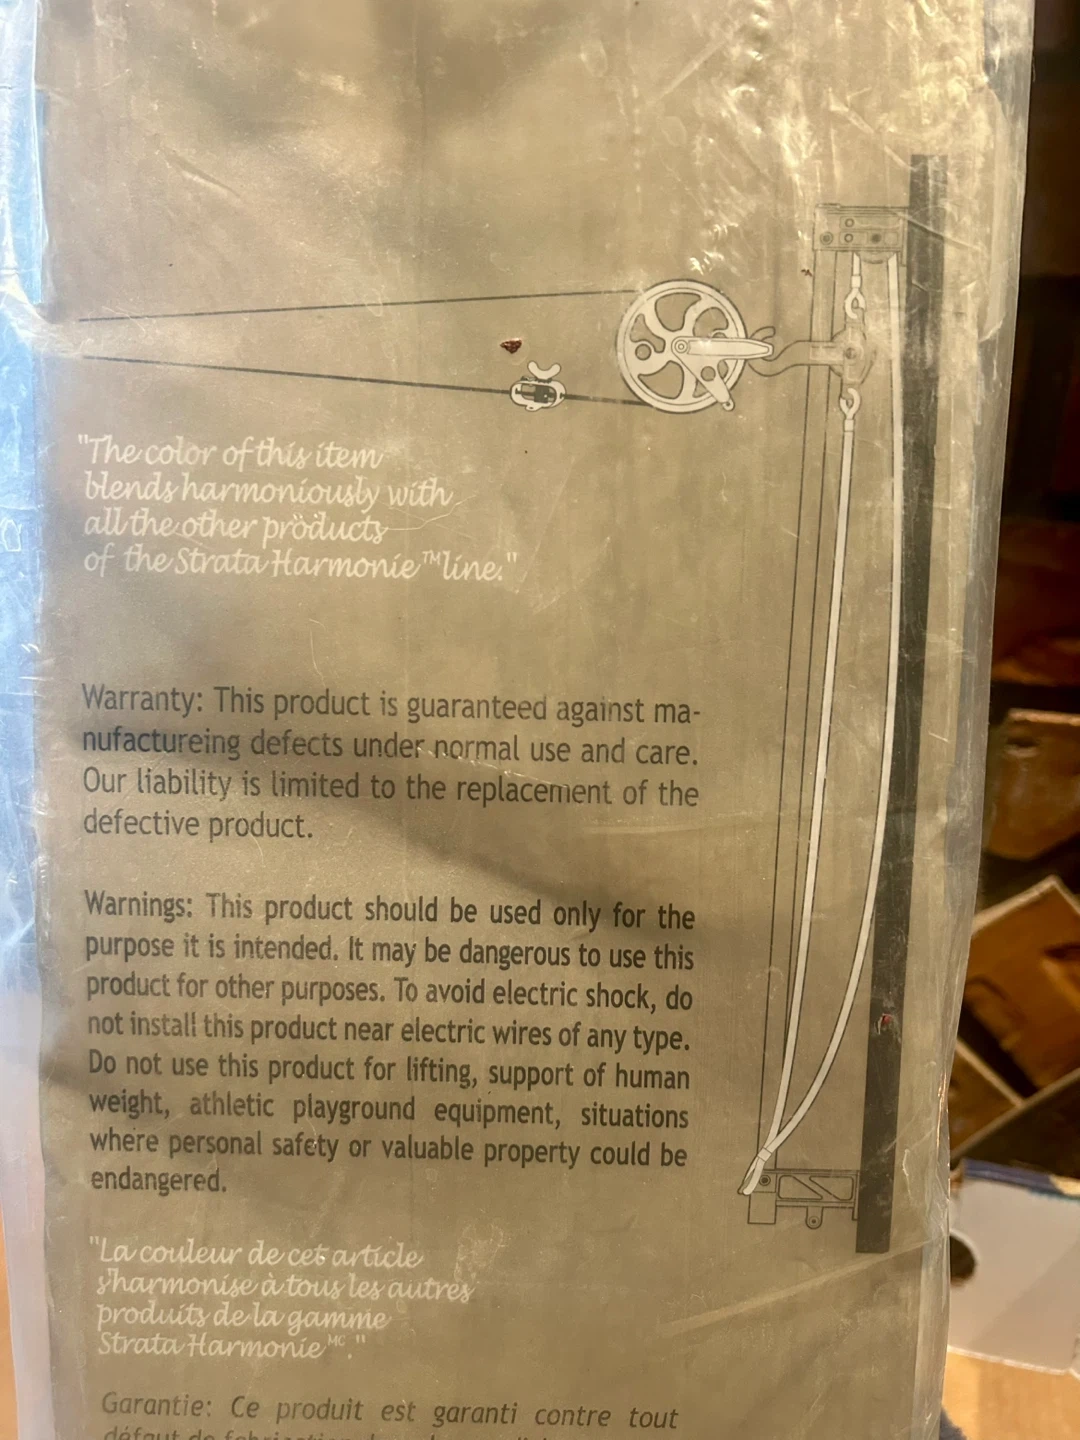 "The color of this item
blends harmoniously with
all the other products
of the Strata Harmonie™ line."
Warranty: This product is guaranteed against ma-
nufactureing defects under normal use and care.
Our liability is limited to the replacement of the
defective product.
Warnings: This product should be used only for the
purpose it is intended. It may be dangerous to use this
product for other purposes. To avoid electric shock, do
not install this product near electric wires of any type.
Do not use this product for lifting, support of human
weight, athletic playground equipment, situations
where personal safety or valuable property could be
endangered.
"La couleur de cet article
s'harmonise à tous les autres
produits de la gamme
Strata Harmonie MC."
Garantie: Ce produit est garanti contre tout
défaut de